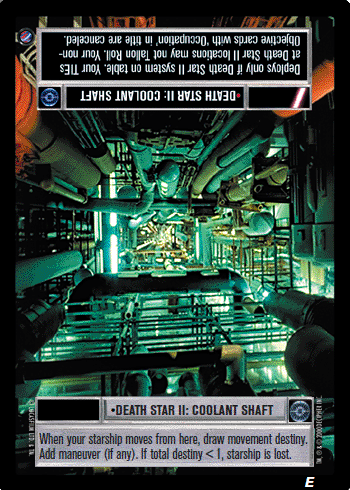 Deploys only if Death Star II system on table. Your TIEs
at Death Star II locations may not Tallon Roll. Your non-
Objective cards with 'Occupation' in title are canceled.
•DEATH STAR II: COOLANT SHAFT
•DEATH STAR II: COOLANT SHAFT
When your starship moves from here, draw movement destiny.
Add maneuver (if any). If total destiny < 1, starship is lost.
E